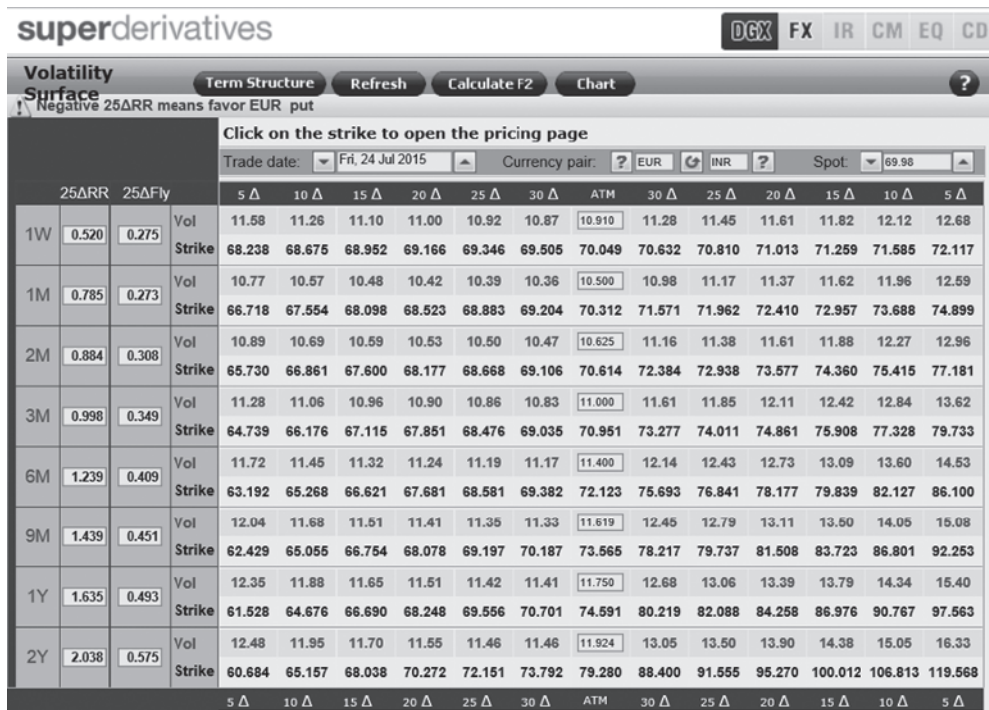 superderivatives
DGX FX IR CM EQ CD
Volatility Surface
Term Structure Refresh Calculate F2 Chart ?
! Negative 25ΔRR means favor EUR put
Click on the strike to open the pricing page
Trade date: Fri, 24 Jul 2015 Currency pair: ? EUR INR ? Spot: 69.98
25ΔRR 25ΔFly 5 Δ 10 Δ 15 Δ 20 Δ 25 Δ 30 Δ ATM 30 Δ 25 Δ 20 Δ 15 Δ 10 Δ 5 Δ
1W 0.520 0.275 Vol 11.58 11.26 11.10 11.00 10.92 10.87 10.910 11.28 11.45 11.61 11.82 12.12 12.68
Strike 68.238 68.675 68.952 69.166 69.346 69.505 70.049 70.632 70.810 71.013 71.259 71.585 72.117
1M 0.785 0.273 Vol 10.77 10.57 10.48 10.42 10.39 10.36 10.500 10.98 11.17 11.37 11.62 11.96 12.59
Strike 66.718 67.554 68.098 68.523 68.883 69.204 70.312 71.571 71.962 72.410 72.957 73.688 74.899
2M 0.884 0.308 Vol 10.89 10.69 10.59 10.53 10.50 10.47 10.625 11.16 11.38 11.61 11.88 12.27 12.96
Strike 65.730 66.861 67.600 68.177 68.668 69.106 70.614 72.384 72.938 73.577 74.360 75.415 77.181
3M 0.998 0.349 Vol 11.28 11.06 10.96 10.90 10.86 10.83 11.000 11.61 11.85 12.11 12.42 12.84 13.62
Strike 64.739 66.176 67.115 67.851 68.476 69.035 70.951 73.277 74.011 74.861 75.908 77.328 79.733
6M 1.239 0.409 Vol 11.72 11.45 11.32 11.24 11.19 11.17 11.400 12.14 12.43 12.73 13.09 13.60 14.53
Strike 63.192 65.268 66.621 67.681 68.581 69.382 72.123 75.693 76.841 78.177 79.839 82.127 86.100
9M 1.439 0.451 Vol 12.04 11.68 11.51 11.41 11.35 11.33 11.619 12.45 12.79 13.11 13.50 14.05 15.08
Strike 62.429 65.055 66.754 68.078 69.197 70.187 73.565 78.217 79.737 81.508 83.723 86.801 92.253
1Y 1.635 0.493 Vol 12.35 11.88 11.65 11.51 11.42 11.41 11.750 12.68 13.06 13.39 13.79 14.34 15.40
Strike 61.528 64.676 66.690 68.248 69.556 70.701 74.591 80.219 82.088 84.258 86.976 90.767 97.563
2Y 2.038 0.575 Vol 12.48 11.95 11.70 11.55 11.46 11.46 11.924 13.05 13.50 13.90 14.38 15.05 16.33
Strike 60.684 65.157 68.038 70.272 72.151 73.792 79.280 88.400 91.555 95.270 100.012 106.813 119.568
5 Δ 10 Δ 15 Δ 20 Δ 25 Δ 30 Δ ATM 30 Δ 25 Δ 20 Δ 15 Δ 10 Δ 5 Δ